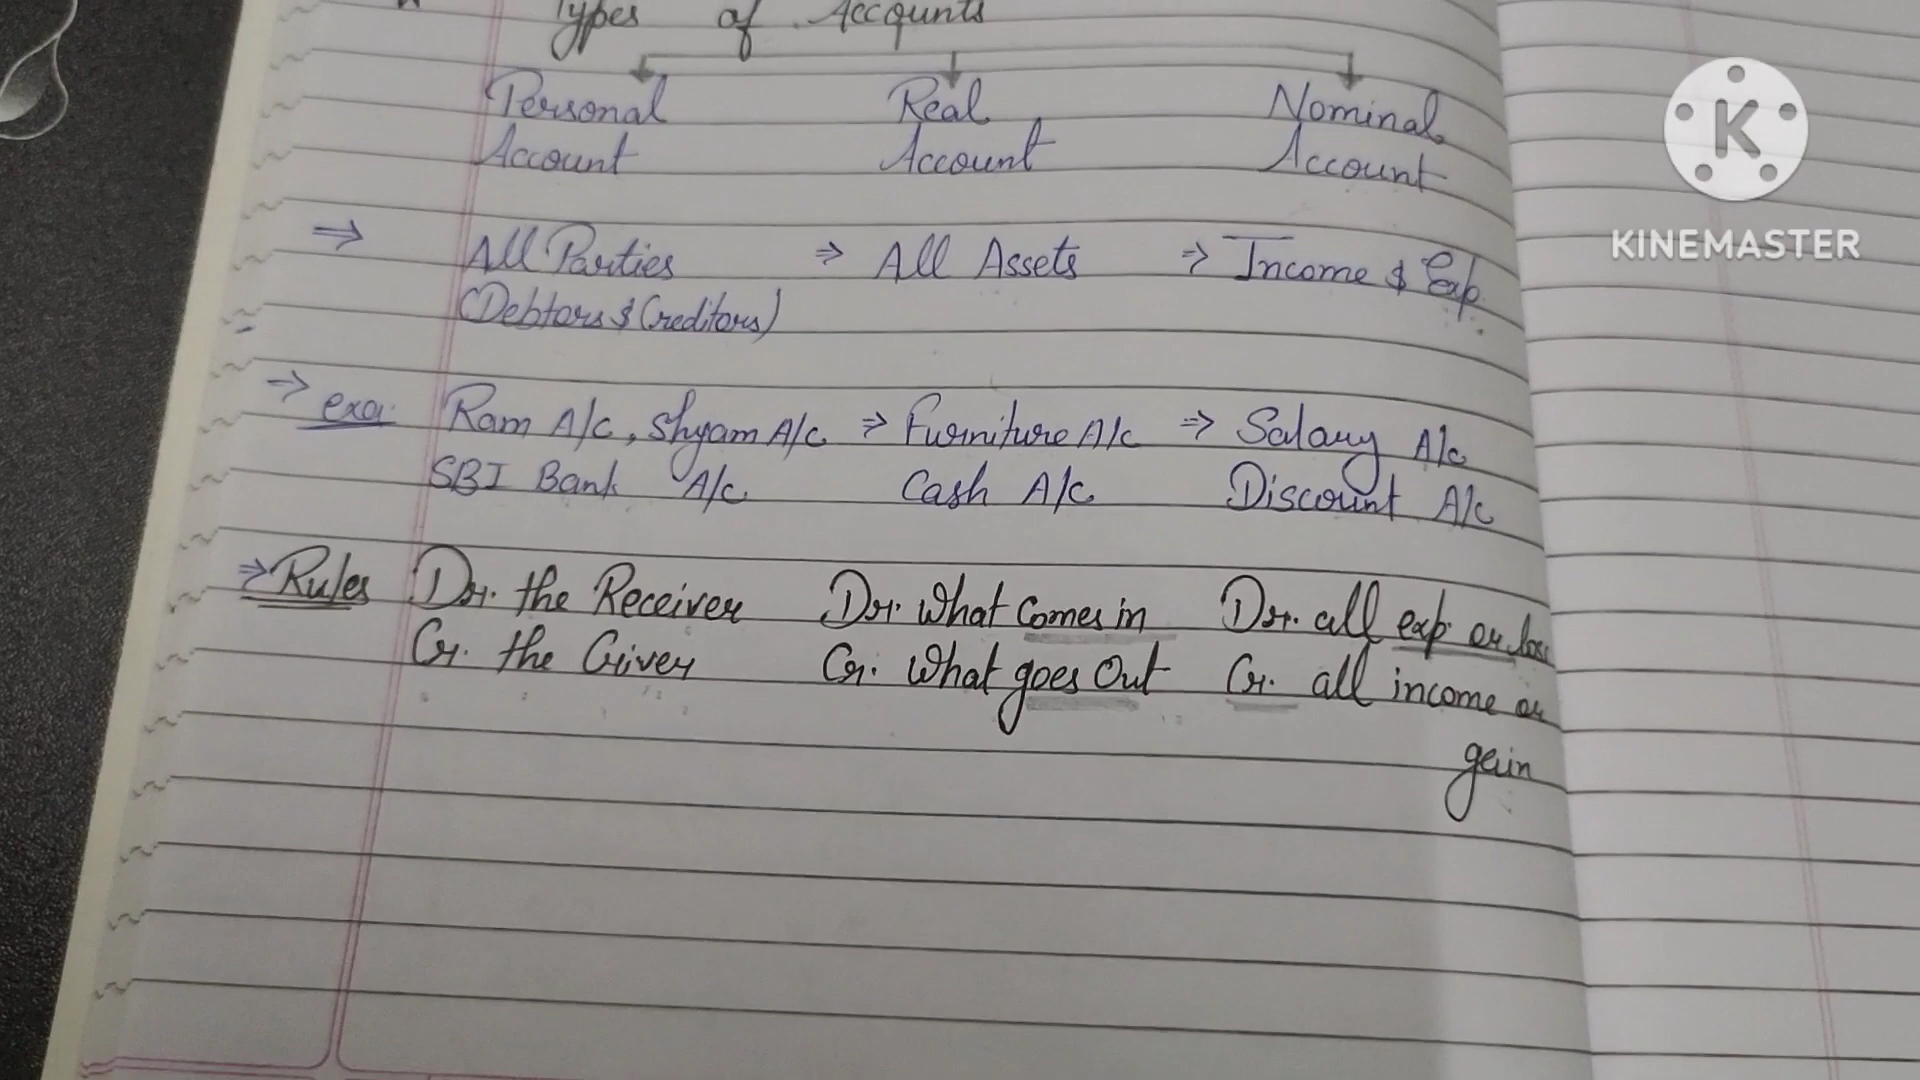 Types of Accounts
Personal Real Nominal
Account Account Account
⇒ All Parties ⇒ All Assets ⇒ Income & Exp.
(Debtors & Creditors)
⇒ exa. Ram A/c, Shyam A/c ⇒ Furniture A/c ⇒ Salary A/c
SBI Bank A/c Cash A/c Discount A/c
⇒ Rules Dr. the Receiver Dr. What Comes in Dr. all exp. or loss
Cr. the Giver Cr. What goes Out Cr. all income or
gain
K
KINEMASTER